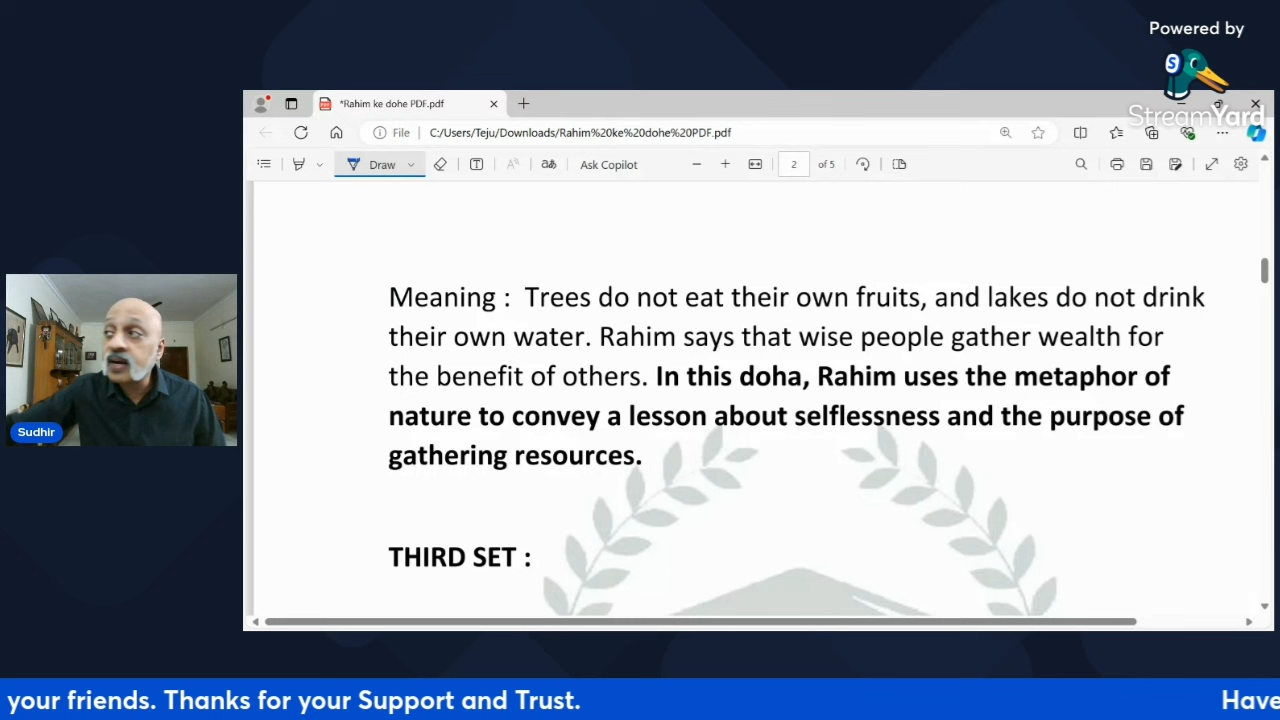 Powered by
StreamYard
*Rahim ke dohe PDF.pdf
File
C:/Users/Teju/Downloads/Rahim%20ke%20dohe%20PDF.pdf
Draw
Ask Copilot
2
of 5
Meaning : Trees do not eat their own fruits, and lakes do not drink
their own water. Rahim says that wise people gather wealth for
the benefit of others. In this doha, Rahim uses the metaphor of
nature to convey a lesson about selflessness and the purpose of
gathering resources.
THIRD SET :
Sudhir
your friends. Thanks for your Support and Trust.
Have